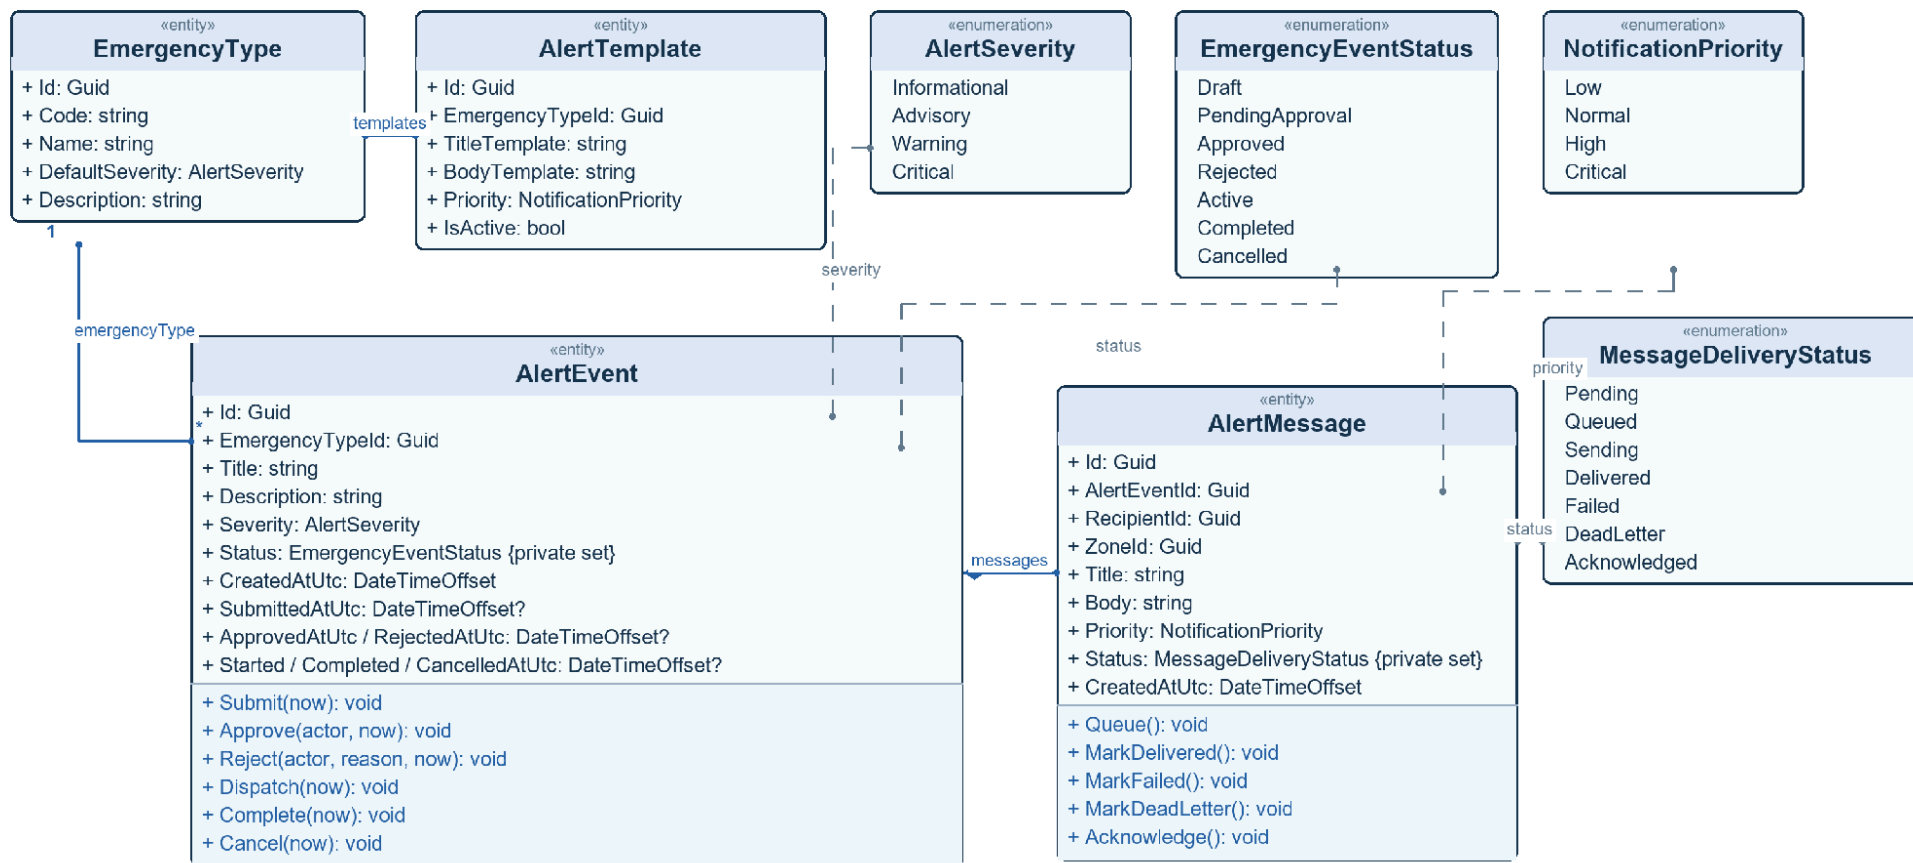 «entity»
EmergencyType
+ Id: Guid
+ Code: string
+ Name: string
+ DefaultSeverity: AlertSeverity
+ Description: string
1
templates
«entity»
AlertTemplate
+ Id: Guid
+ EmergencyTypeId: Guid
+ TitleTemplate: string
+ BodyTemplate: string
+ Priority: NotificationPriority
+ IsActive: bool
«enumeration»
AlertSeverity
Informational
Advisory
Warning
Critical
«enumeration»
EmergencyEventStatus
Draft
PendingApproval
Approved
Rejected
Active
Completed
Cancelled
«enumeration»
NotificationPriority
Low
Normal
High
Critical
severity
emergencyType
*
«entity»
AlertEvent
+ Id: Guid
+ EmergencyTypeId: Guid
+ Title: string
+ Description: string
+ Severity: AlertSeverity
+ Status: EmergencyEventStatus {private set}
+ CreatedAtUtc: DateTimeOffset
+ SubmittedAtUtc: DateTimeOffset?
+ ApprovedAtUtc / RejectedAtUtc: DateTimeOffset?
+ Started / Completed / CancelledAtUtc: DateTimeOffset?
+ Submit(now): void
+ Approve(actor, now): void
+ Reject(actor, reason, now): void
+ Dispatch(now): void
+ Complete(now): void
+ Cancel(now): void
messages
status
«entity»
AlertMessage
+ Id: Guid
+ AlertEventId: Guid
+ RecipientId: Guid
+ ZoneId: Guid
+ Title: string
+ Body: string
+ Priority: NotificationPriority
+ Status: MessageDeliveryStatus {private set}
+ CreatedAtUtc: DateTimeOffset
+ Queue(): void
+ MarkDelivered(): void
+ MarkFailed(): void
+ MarkDeadLetter(): void
+ Acknowledge(): void
priority
status
«enumeration»
MessageDeliveryStatus
Pending
Queued
Sending
Delivered
Failed
DeadLetter
Acknowledged